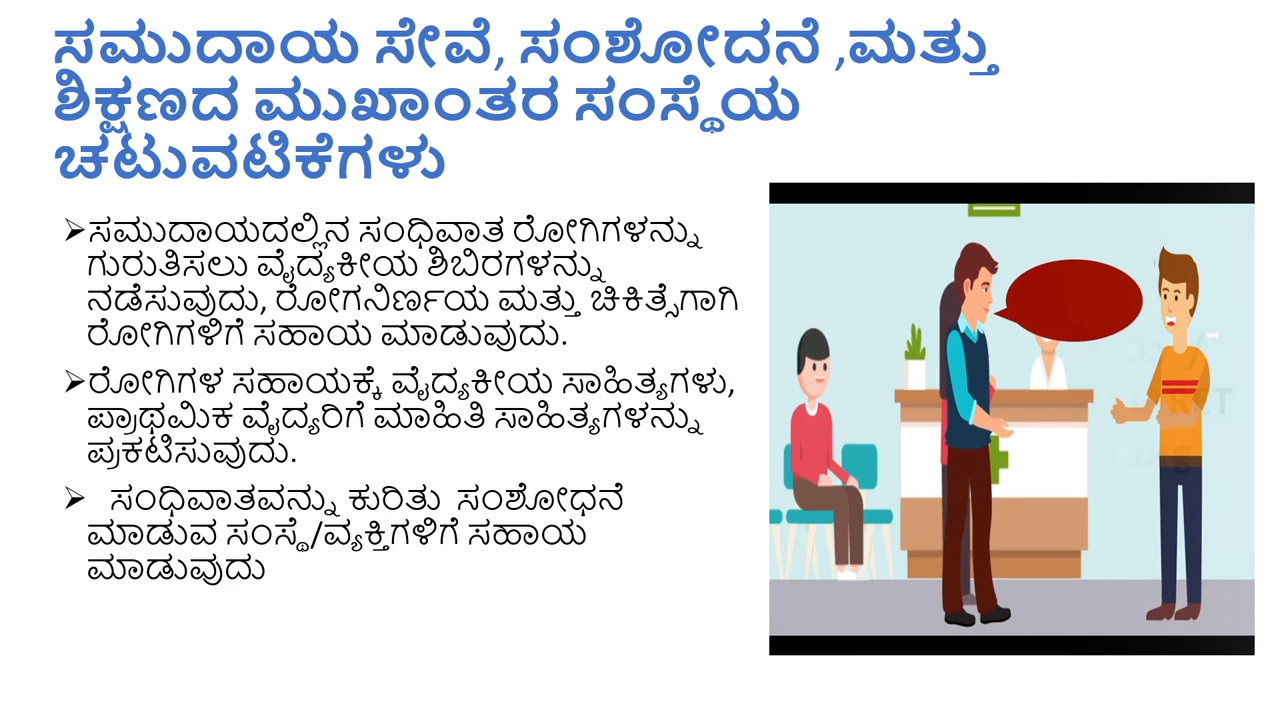 ಸಮುದಾಯ ಸೇವೆ, ಸಂಶೋದನೆ ,ಮತ್ತು
ಶಿಕ್ಷಣದ ಮುಖಾಂತರ ಸಂಸ್ಥೆಯ
ಚಟುವಟಿಕೆಗಳು
➢ಸಮುದಾಯದಲ್ಲಿನ ಸಂಧಿವಾತ ರೋಗಿಗಳನ್ನು
ಗುರುತಿಸಲು ವೈದ್ಯಕೀಯ ಶಿಬಿರಗಳನ್ನು
ನಡೆಸುವುದು, ರೋಗನಿರ್ಣಯ ಮತ್ತು ಚಿಕಿತ್ಸೆಗಾಗಿ
ರೋಗಿಗಳಿಗೆ ಸಹಾಯ ಮಾಡುವುದು.
➢ರೋಗಿಗಳ ಸಹಾಯಕ್ಕೆ ವೈದ್ಯಕೀಯ ಸಾಹಿತ್ಯಗಳು,
ಪ್ರಾಥಮಿಕ ವೈದ್ಯರಿಗೆ ಮಾಹಿತಿ ಸಾಹಿತ್ಯಗಳನ್ನು
ಪ್ರಕಟಿಸುವುದು.
➢ ಸಂಧಿವಾತವನ್ನು ಕುರಿತು ಸಂಶೋಧನೆ
ಮಾಡುವ ಸಂಸ್ಥೆ/ವ್ಯಕ್ತಿಗಳಿಗೆ ಸಹಾಯ
ಮಾಡುವುದು